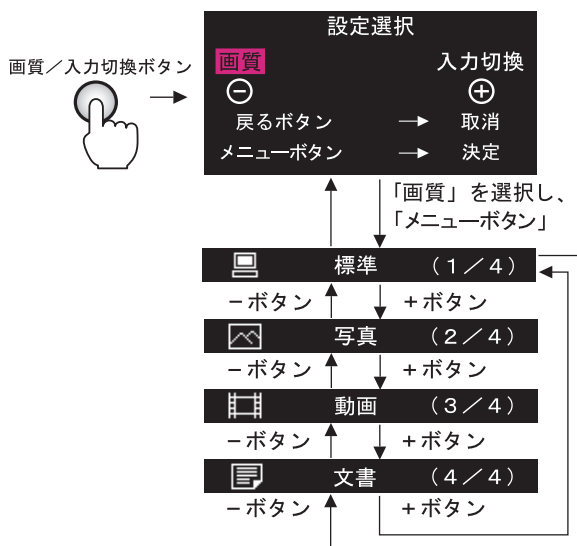 設定選択
画質／入力切換ボタン
画質 入力切換
⊖ ⊕
戻るボタン → 取消
メニューボタン → 決定
「画質」を選択し、
「メニューボタン」
標準 （1／4）
−ボタン +ボタン
写真 （2／4）
−ボタン +ボタン
動画 （3／4）
−ボタン +ボタン
文書 （4／4）
−ボタン +ボタン